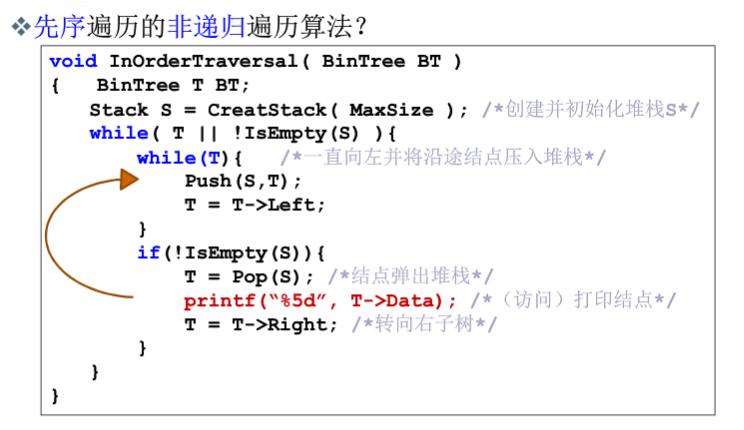 ❖先序遍历的非递归遍历算法？
void InOrderTraversal( BinTree BT )
{   BinTree T BT;
    Stack S = CreatStack( MaxSize ); /*创建并初始化堆栈S*/
    while( T || !IsEmpty(S) ){
        while(T){   /*一直向左并将沿途结点压入堆栈*/
            Push(S,T);
            T = T->Left;
        }
        if(!IsEmpty(S)){
            T = Pop(S); /*结点弹出堆栈*/
            printf(“%5d”, T->Data); /*（访问）打印结点*/
            T = T->Right; /*转向右子树*/
        }
    }
}